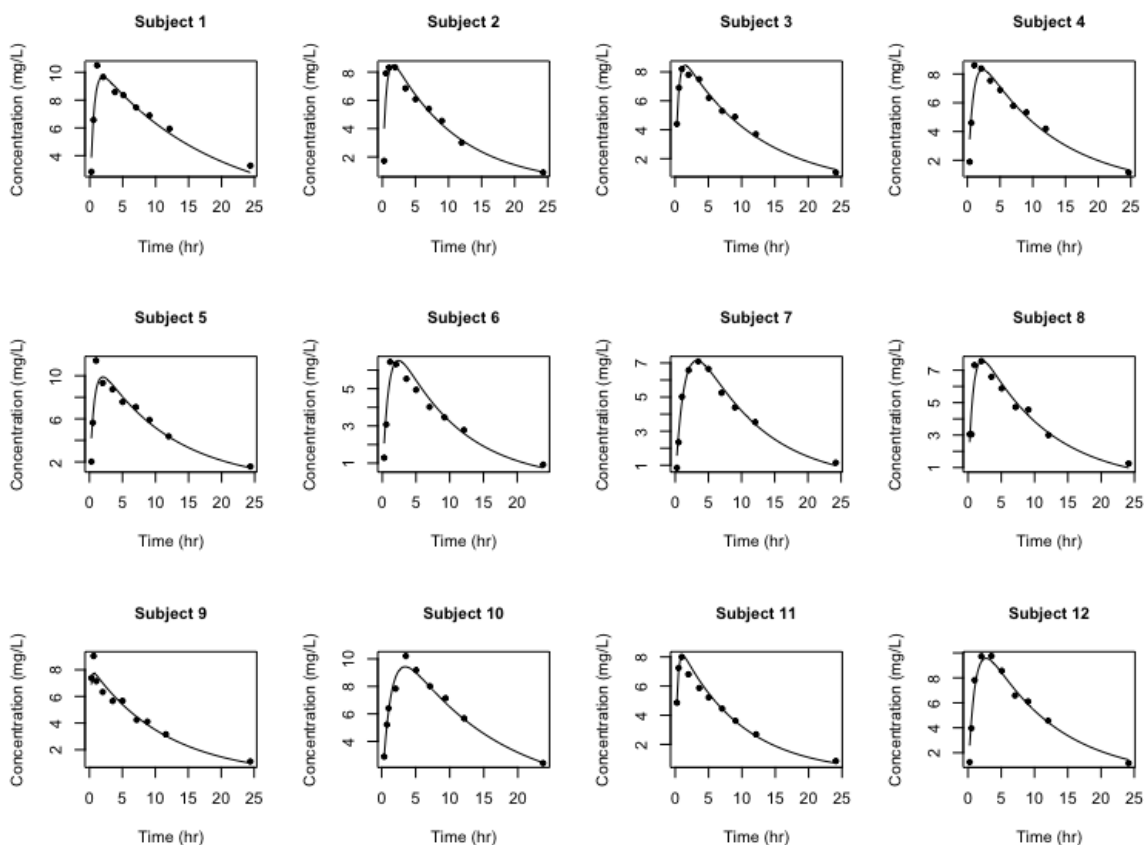 Subject 1 Subject 2 Subject 3 Subject 4
Concentration (mg/L) Concentration (mg/L) Concentration (mg/L) Concentration (mg/L)
10 8 6 4 8 6 4 2 8 6 4 2 8 6 4 2
0 5 10 15 20 25 0 5 10 15 20 25 0 5 10 15 20 25 0 5 10 15 20 25
Time (hr) Time (hr) Time (hr) Time (hr)
Subject 5 Subject 6 Subject 7 Subject 8
Concentration (mg/L) Concentration (mg/L) Concentration (mg/L) Concentration (mg/L)
10 6 4 2 5 3 1 7 5 4 3 2 1 7 5 3 2 1
0 5 10 15 20 25 0 5 10 15 20 0 5 10 15 20 25 0 5 10 15 20 25
Time (hr) Time (hr) Time (hr) Time (hr)
Subject 9 Subject 10 Subject 11 Subject 12
Concentration (mg/L) Concentration (mg/L) Concentration (mg/L) Concentration (mg/L)
8 6 4 2 10 8 6 4 8 6 4 2 8 6 4 2
0 5 10 15 20 25 0 5 10 15 20 0 5 10 15 20 25 0 5 10 15 20 25
Time (hr) Time (hr) Time (hr) Time (hr)